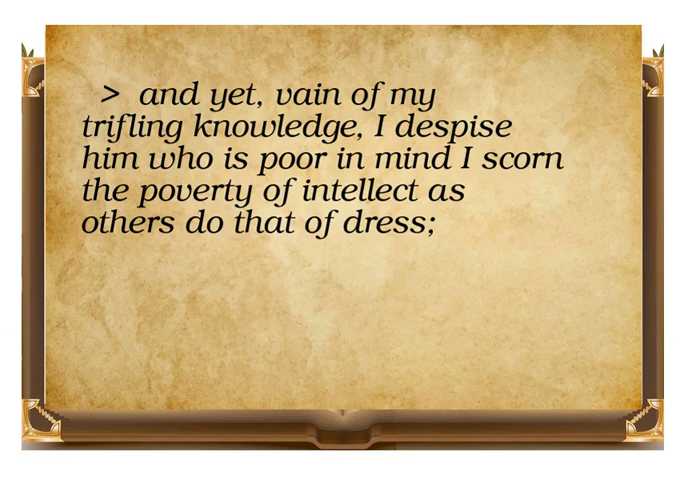 > and yet, vain of my
trifling knowledge, I despise
him who is poor in mind I scorn
the poverty of intellect as
others do that of dress;